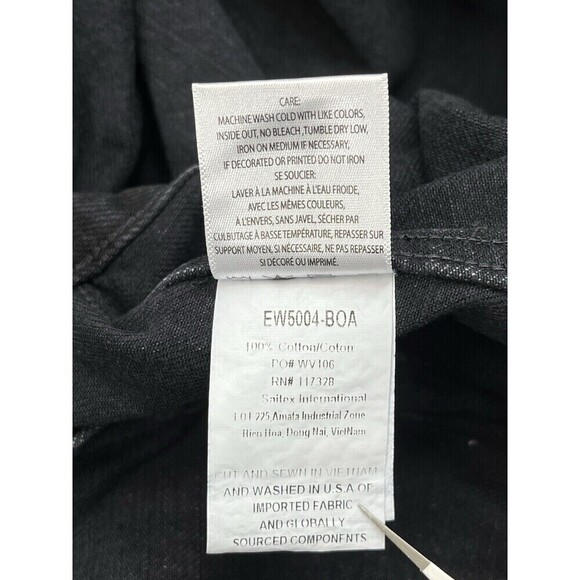 CARE:
MACHINE WASH COLD WITH LIKE COLORS,
INSIDE OUT, NO BLEACH ,TUMBLE DRY LOW,
IRON ON MEDIUM IF NECESSARY,
IF DECORATED OR PRINTED DO NOT IRON
SE SOUCIER:
LAVER À LA MACHINE À L'EAU FROIDE,
AVEC LES MÊMES COULEURS,
À L'ENVERS, SANS JAVEL, SÉCHER PAR
CULBUTAGE À BASSE TEMPÉRATURE, REPASSER SUR
SUPPORT MOYEN, SI NÉCESSAIRE, NE PAS REPASSER
SI DÉCORÉ OU IMPRIMÉ.
EW5004-BOA
100% Cotton/Coton
PO# WV106
RN# 117328
Saitex International
LOT 225 Amata Industrial Zone
Bien Hoa, Dong Nai, VietNam
CUT AND SEWN IN VIETNAM
AND WASHED IN U.S.A OF
IMPORTED FABRIC
AND GLOBALLY
SOURCED COMPONENTS